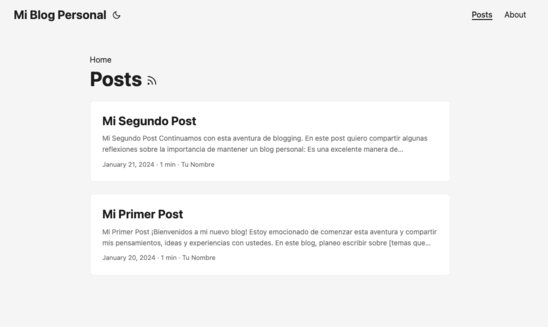 Mi Blog Personal
Posts About
Home
Posts
Mi Segundo Post
Mi Segundo Post Continuamos con esta aventura de blogging. En este post quiero compartir algunas
reflexiones sobre la importancia de mantener un blog personal: Es una excelente manera de...
January 21, 2024 · 1 min · Tu Nombre
Mi Primer Post
Mi Primer Post ¡Bienvenidos a mi nuevo blog! Estoy emocionado de comenzar esta aventura y compartir
mis pensamientos, ideas y experiencias con ustedes. En este blog, planeo escribir sobre [temas que...
January 20, 2024 · 1 min · Tu Nombre